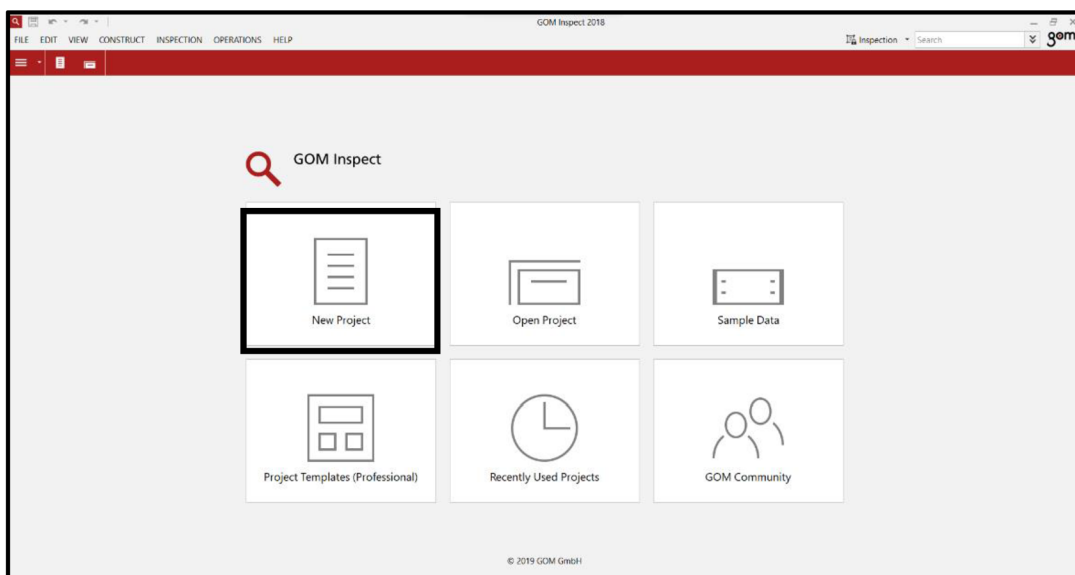 GOM Inspect 2018
FILE EDIT VIEW CONSTRUCT INSPECTION OPERATIONS HELP
Inspection Search
gom
GOM Inspect
New Project Open Project Sample Data
Project Templates (Professional) Recently Used Projects GOM Community
© 2019 GOM GmbH